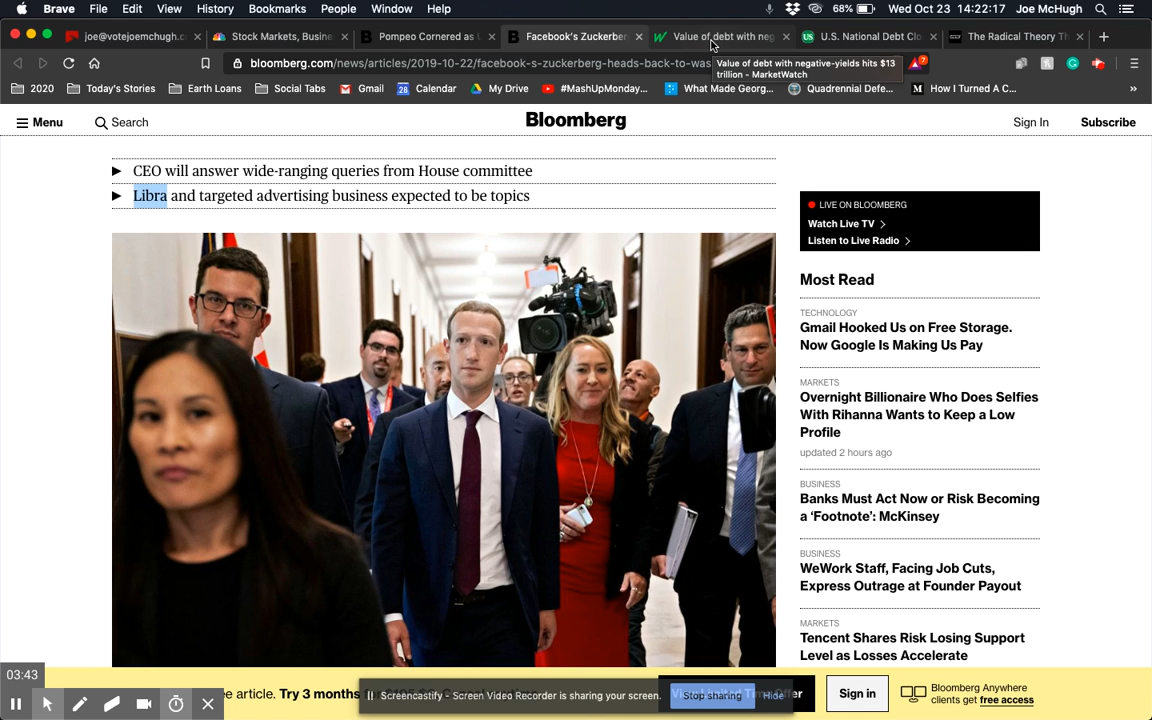 Brave File Edit View History Bookmarks People Window Help 68% Wed Oct 23 14:22:17 Joe McHugh
joe@votejoemchugh.c Stock Markets, Busine Pompeo Cornered as Facebook's Zuckerber Value of debt with neg U.S. National Debt Clo The Radical Theory Th
bloomberg.com/news/articles/2019-10-22/facebook-s-zuckerberg-heads-back-to-was
Value of debt with negative-yields hits $13
trillion - MarketWatch
7
2020 Today's Stories Earth Loans Social Tabs Gmail 28 Calendar My Drive #MashUpMonday... What Made Georg... Quadrennial Defe... M How I Turned A C... »
Menu Search Bloomberg Sign In Subscribe
CEO will answer wide-ranging queries from House committee
Libra and targeted advertising business expected to be topics
LIVE ON BLOOMBERG
Watch Live TV >
Listen to Live Radio >
Most Read
TECHNOLOGY
Gmail Hooked Us on Free Storage.
Now Google Is Making Us Pay
MARKETS
Overnight Billionaire Who Does Selfies
With Rihanna Wants to Keep a Low
Profile
updated 2 hours ago
BUSINESS
Banks Must Act Now or Risk Becoming
a 'Footnote': McKinsey
BUSINESS
WeWork Staff, Facing Job Cuts,
Express Outrage at Founder Payout
MARKETS
Tencent Shares Risk Losing Support
Level as Losses Accelerate
03:43
article. Try 3 months
Screencastify - Screen Video Recorder is sharing your screen. Stop sharing Hide
Offer
Sign in
Bloomberg Anywhere
clients get free access